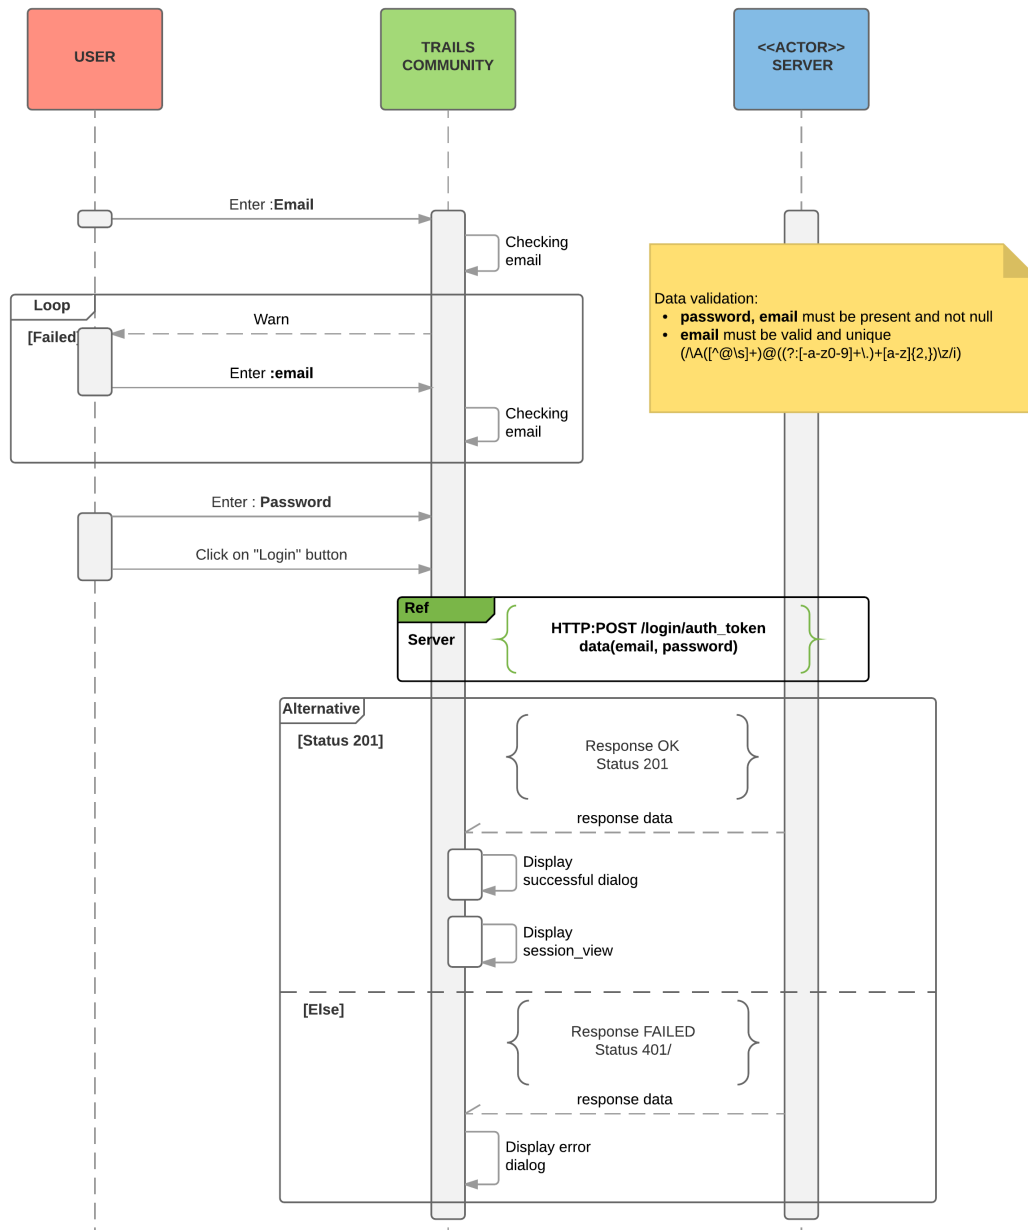 USER
TRAILS
COMMUNITY
<<ACTOR>>
SERVER
Enter :Email
Checking
email
Data validation:
• password, email must be present and not null
• email must be valid and unique
(/\A([^@\s]+)@((?:[-a-z0-9]+\.)+[a-z]{2,})\z/i)
Loop
[Failed]
Warn
Enter :email
Checking
email
Enter : Password
Click on "Login" button
Ref
Server
HTTP:POST /login/auth_token
data(email, password)
Alternative
[Status 201]
Response OK
Status 201
response data
Display
successful dialog
Display
session_view
[Else]
Response FAILED
Status 401/
response data
Display error
dialog